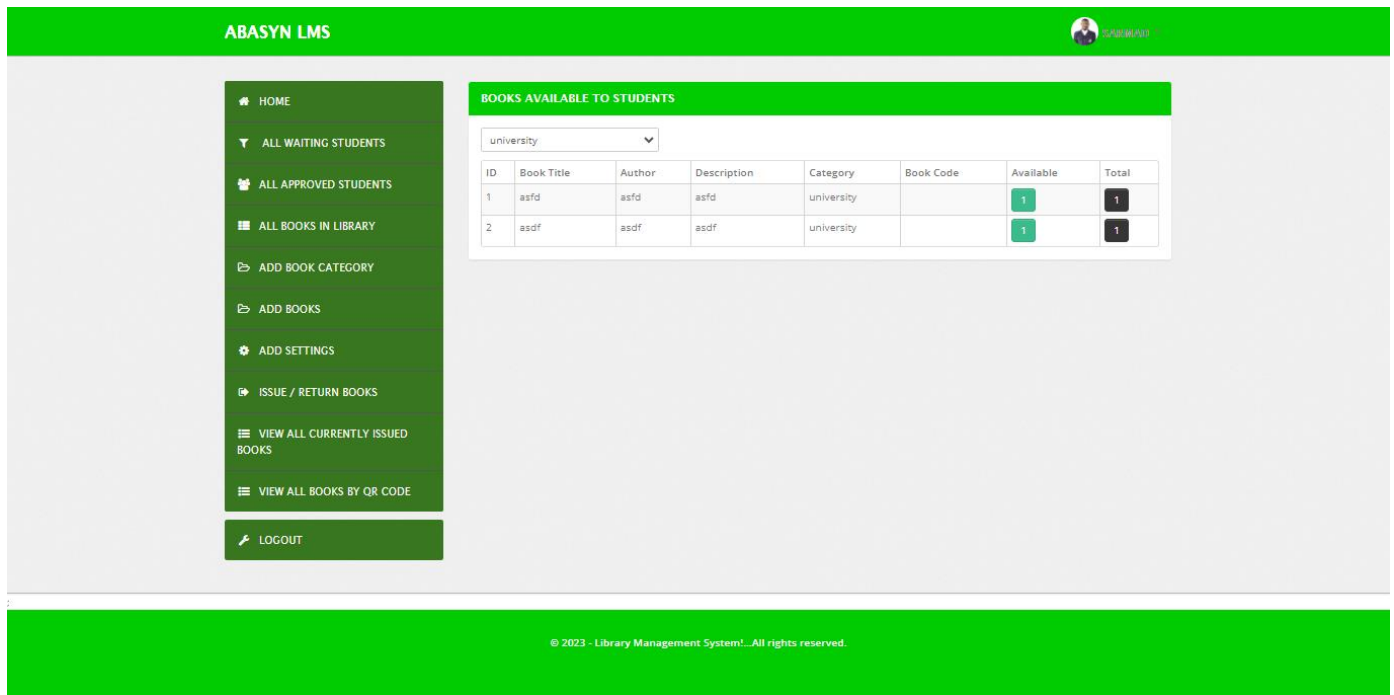 ABASYN LMS
HOME
ALL WAITING STUDENTS
ALL APPROVED STUDENTS
ALL BOOKS IN LIBRARY
ADD BOOK CATEGORY
ADD BOOKS
ADD SETTINGS
ISSUE / RETURN BOOKS
VIEW ALL CURRENTLY ISSUED
BOOKS
VIEW ALL BOOKS BY QR CODE
LOGOUT
BOOKS AVAILABLE TO STUDENTS
university
ID Book Title Author Description Category Book Code Available Total
1 asfd asfd asfd university 1 1
2 asdf asdf asdf university 1 1
;
© 2023 - Library Management System!...All rights reserved.